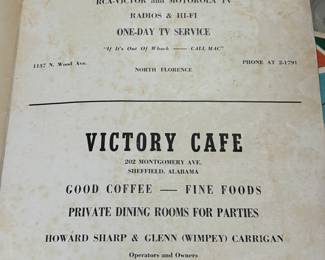 RCA-VICTOR and MOTOROLA TV
RADIOS & HI-FI
ONE-DAY TV SERVICE
"If It's Out Of Whack —— CALL MAC"
1137 N. Wood Ave.
NORTH FLORENCE
PHONE AT 2-1791
VICTORY CAFE
202 MONTGOMERY AVE.
SHEFFIELD, ALABAMA
GOOD COFFEE — FINE FOODS
PRIVATE DINING ROOMS FOR PARTIES
HOWARD SHARP & GLENN (WIMPEY) CARRIGAN
Operators and Owners